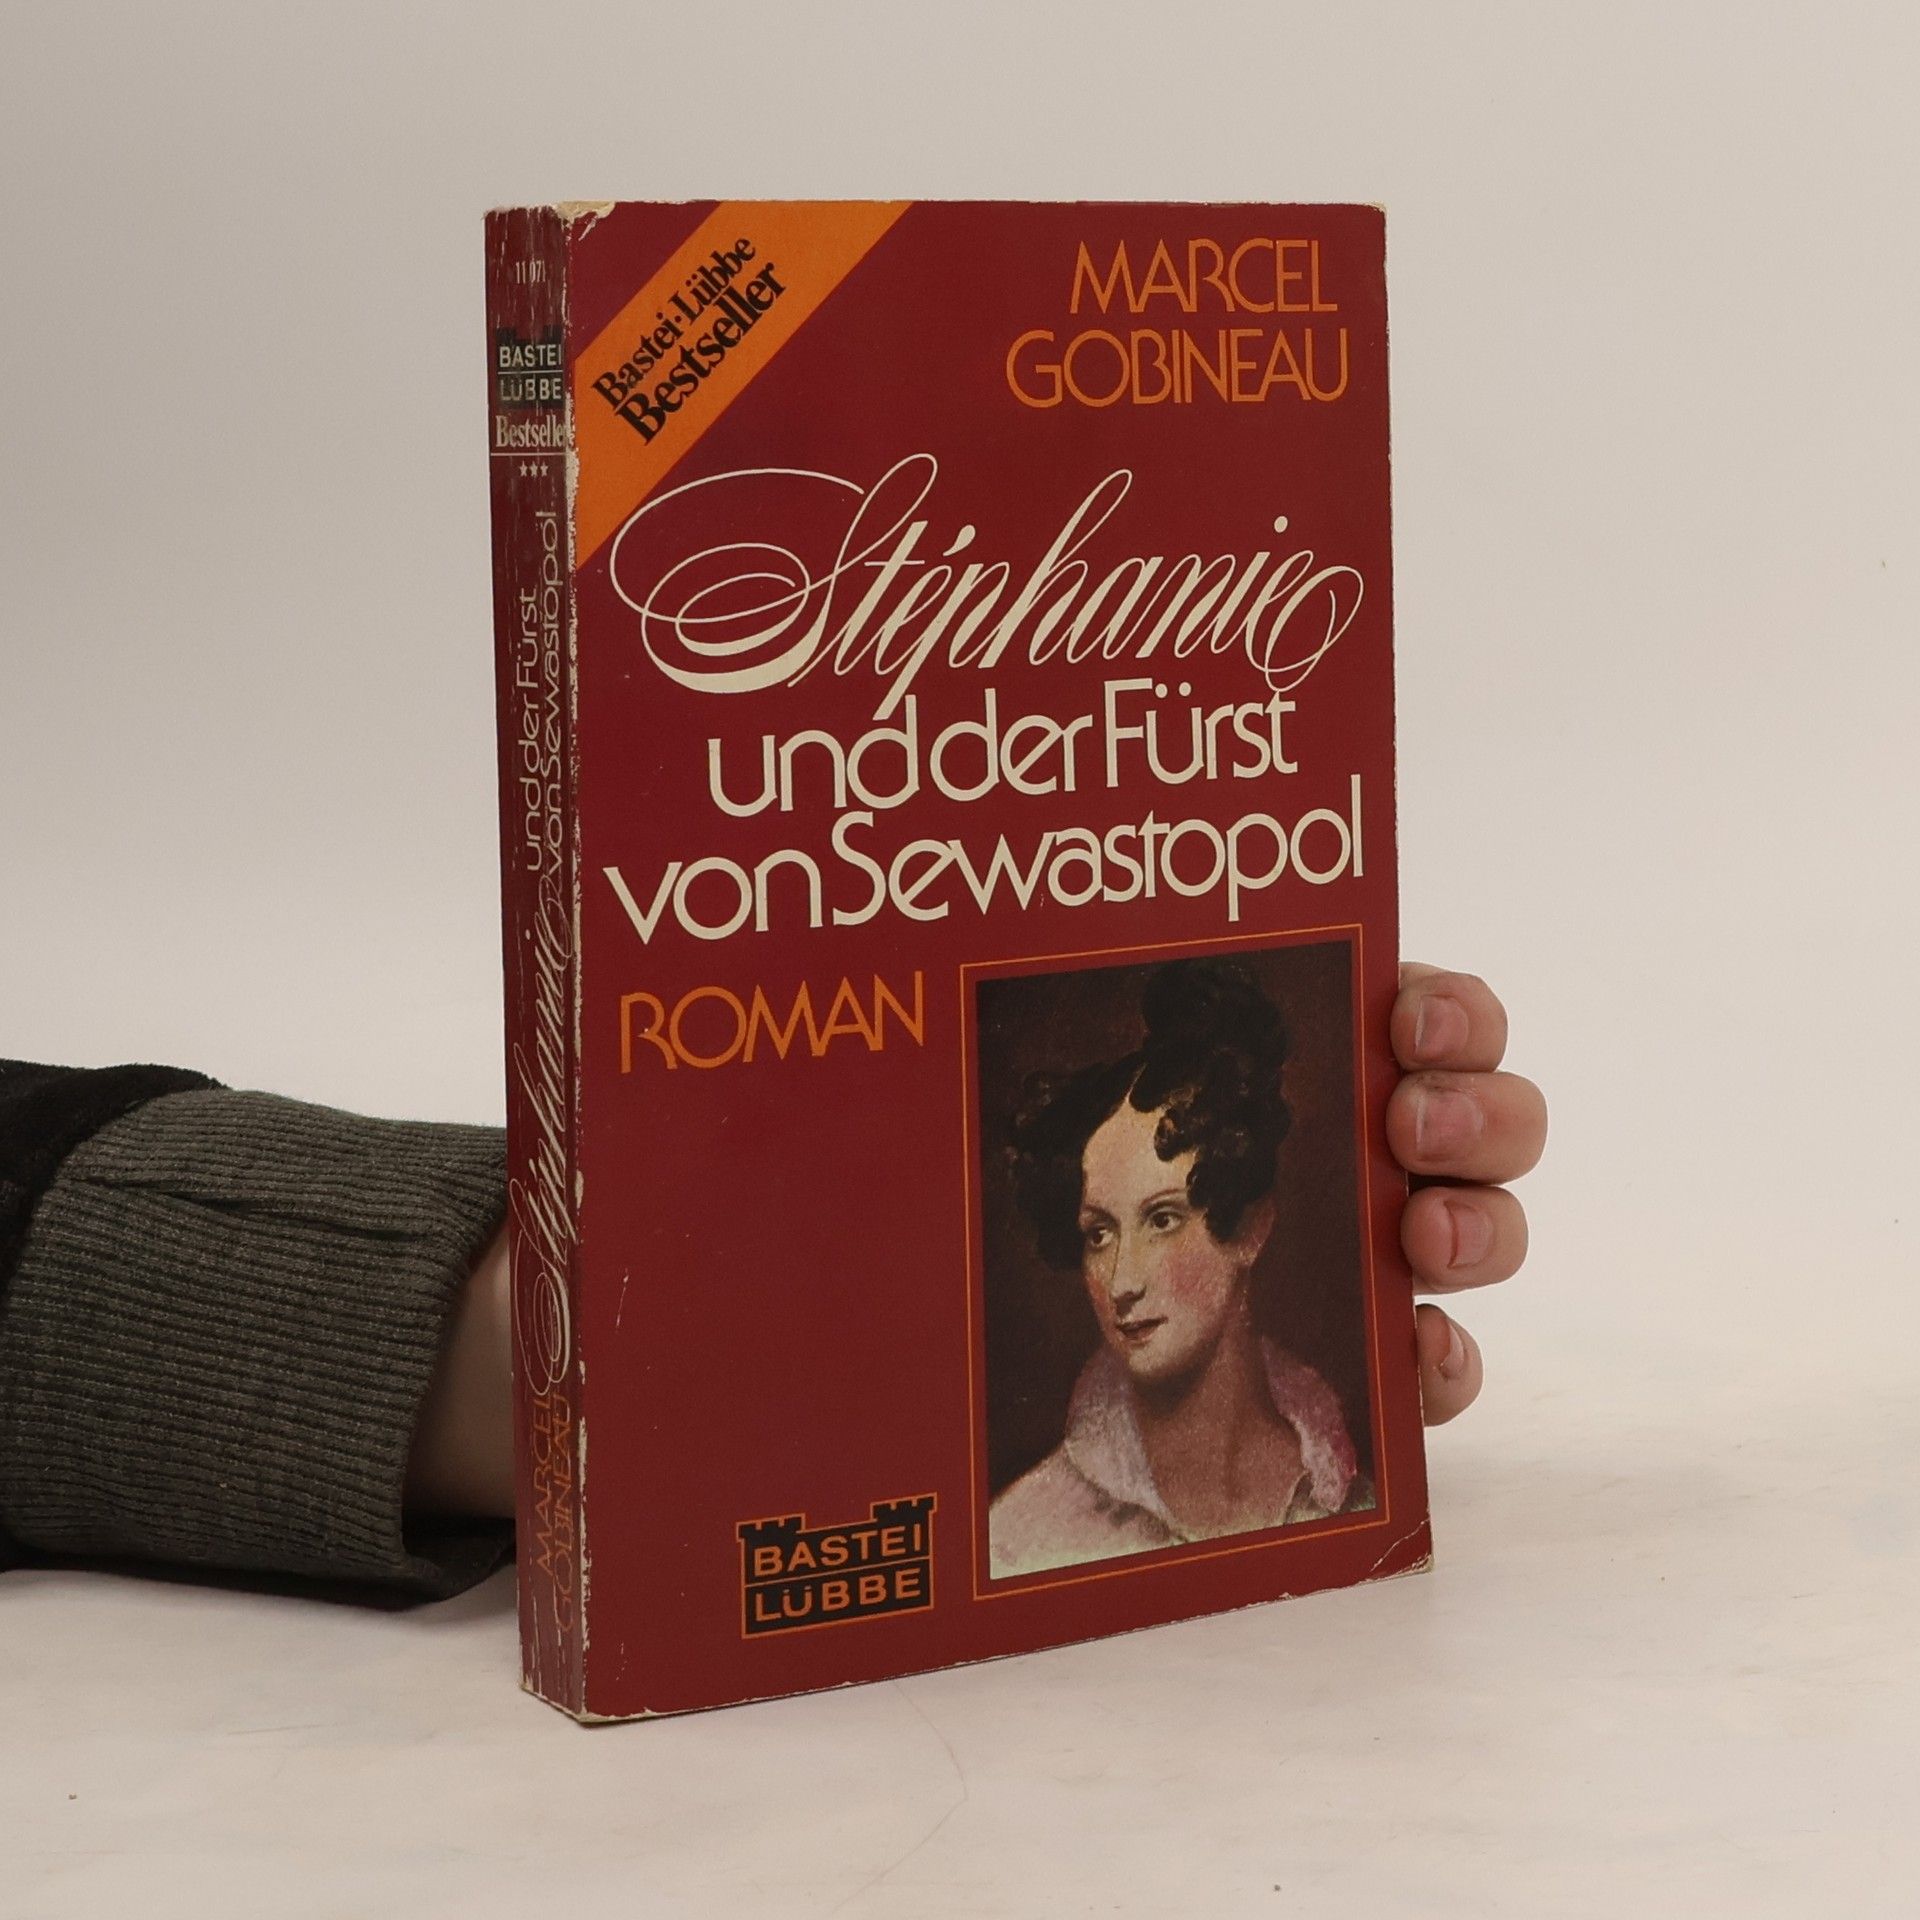 11 071
BASTEI
LÜBBE
Bestseller
***
Stéphanie
und der Fürst
von Sewastopol
MARCEL
GOBINEAU
Bastei-Lübbe
Bestseller
MARCEL
GOBINEAU
Stéphanie
und der Fürst
von Sewastopol
ROMAN
BASTEI
LÜBBE